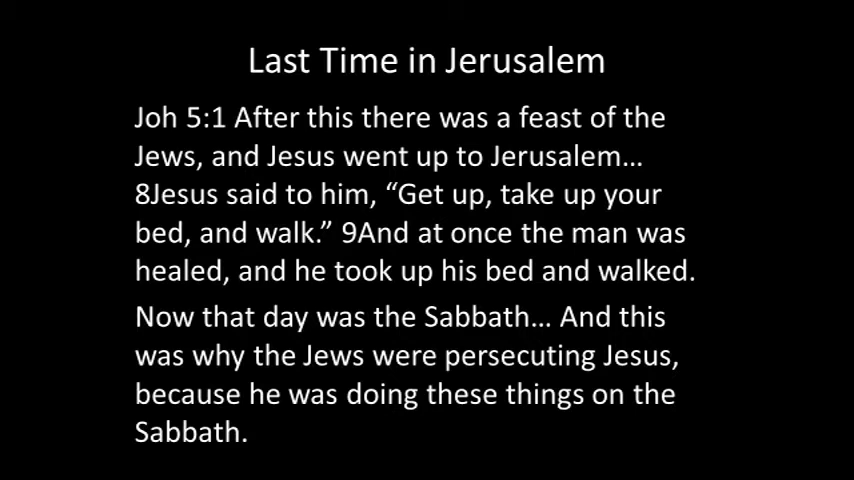 Last Time in Jerusalem
Joh 5:1 After this there was a feast of the
Jews, and Jesus went up to Jerusalem…
8Jesus said to him, “Get up, take up your
bed, and walk.” 9And at once the man was
healed, and he took up his bed and walked.
Now that day was the Sabbath… And this
was why the Jews were persecuting Jesus,
because he was doing these things on the
Sabbath.